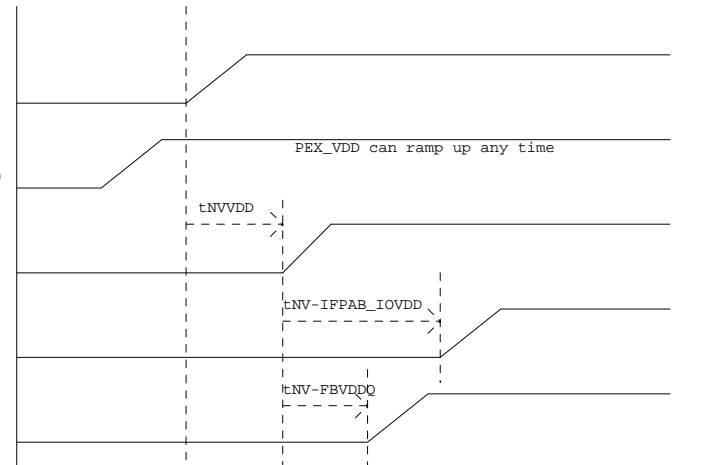 PEX_VDD can ramp up any time
tNVVDD
tNV-IFPAB_IOVDD
tNV-FBVDDQ